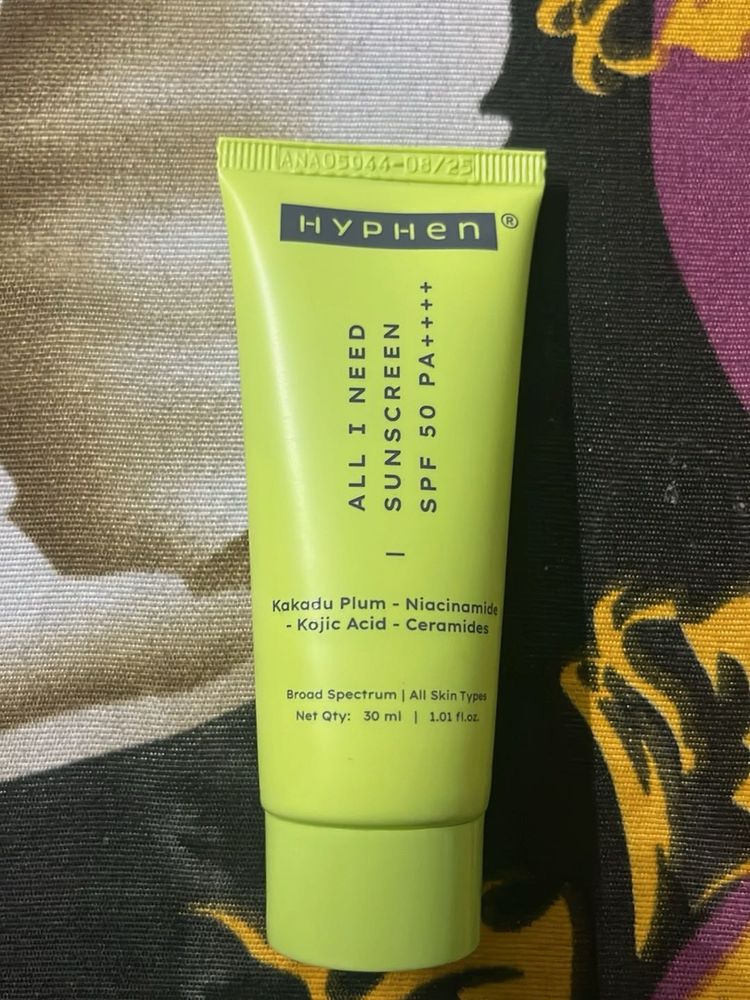 ANA05044-08/25
HYPHen®
ALL I NEED
SUNSCREEN
SPF 50 PA++++
Kakadu Plum - Niacinamide
- Kojic Acid - Ceramides
Broad Spectrum | All Skin Types
Net Qty: 30 ml | 1.01 fl.oz.